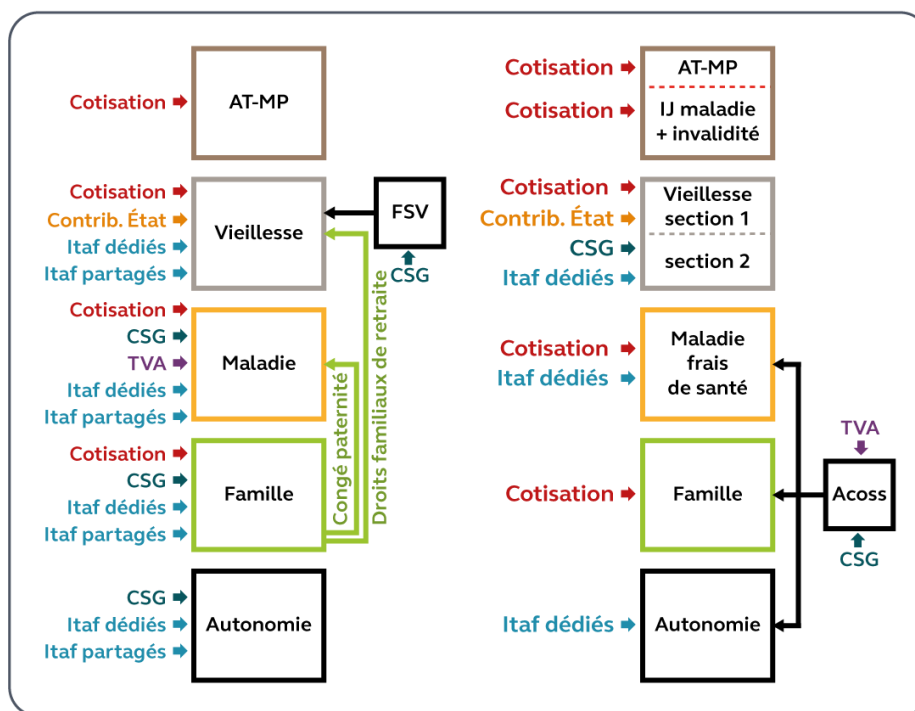 Cotisation
AT-MP
Cotisation
Contrib. État
Itaf dédiés
Itaf partagés
Vieillesse
FSV
CSG
Cotisation
CSG
TVA
Itaf dédiés
Itaf partagés
Maladie
Congé paternité
Droits familiaux de retraite
Cotisation
CSG
Itaf dédiés
Itaf partagés
Famille
CSG
Itaf dédiés
Itaf partagés
Autonomie
Cotisation
AT-MP
Cotisation
IJ maladie
+ invalidité
Cotisation
Contrib. État
CSG
Itaf dédiés
Vieillesse
section 1
section 2
Cotisation
Itaf dédiés
Maladie
frais
de santé
Cotisation
Famille
TVA
Acoss
CSG
Itaf dédiés
Autonomie